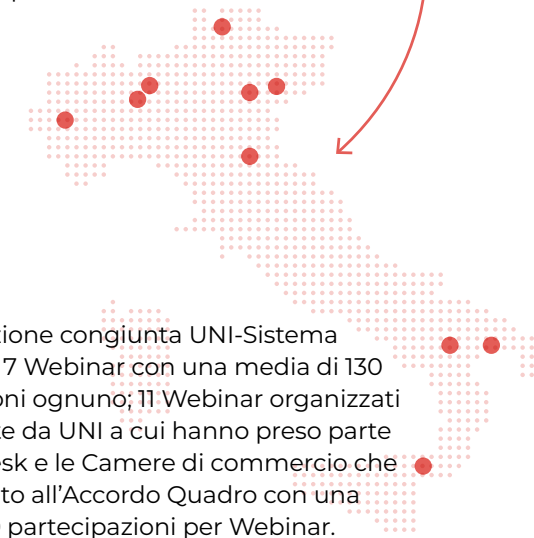 zione congiunta UNI-Sistema
7 Webinar con una media di 130
oni ognuno; 11 Webinar organizzati
te da UNI a cui hanno preso parte
esk e le Camere di commercio che
to all’Accordo Quadro con una
partecipazioni per Webinar.